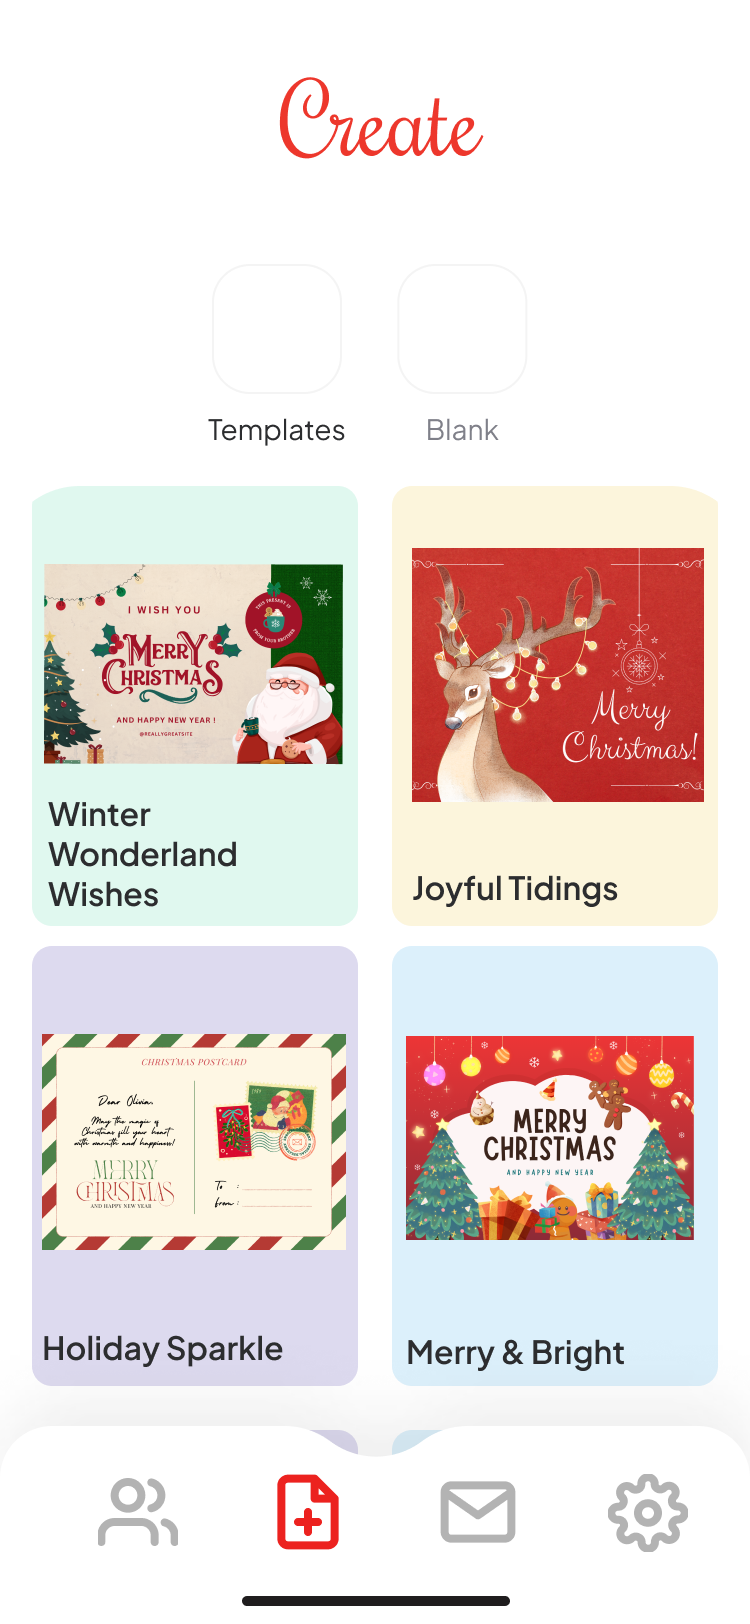 Create
Templates
Blank
I WISH YOU
MERRY
CHRISTMAS
AND HAPPY NEW YEAR !
@REALLYGREATSITE
THIS PRESENT IS
FROM YOUR BROTHER
Winter
Wonderland
Wishes
Merry
Christmas!
Joyful Tidings
CHRISTMAS POSTCARD
Dear Olivia,
May the magic of
Christmas fill your heart
with warmth and happiness!
MERRY
CHRISTMAS
AND HAPPY NEW YEAR
To :
from :
Holiday Sparkle
MERRY
CHRISTMAS
AND HAPPY NEW YEAR
Merry & Bright